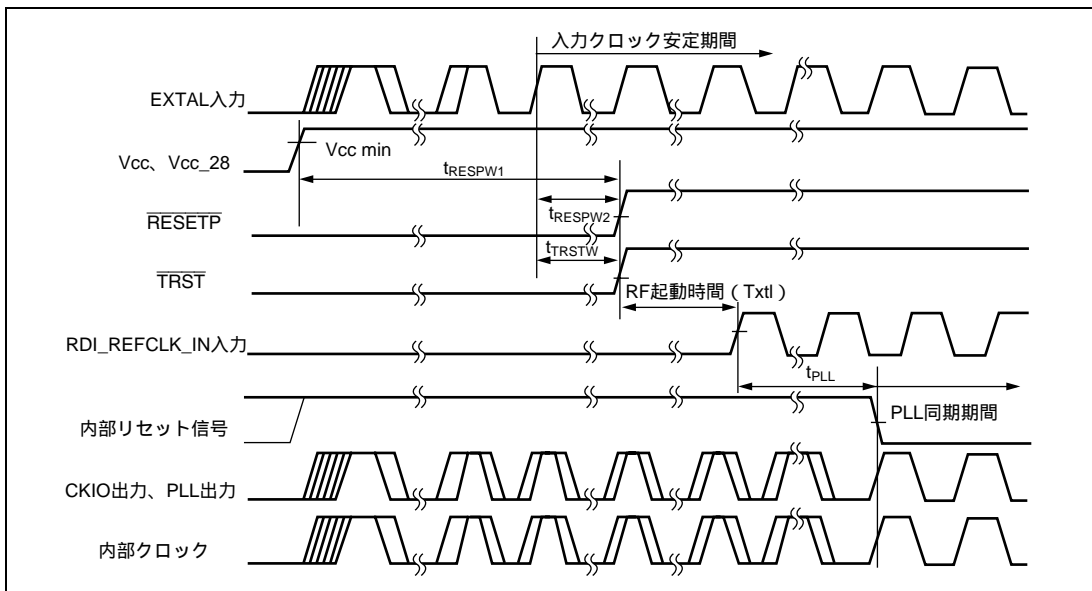 入力クロック安定期間
EXTAL入力
Vcc min
Vcc、Vcc_28
tRESPW1
RESETP
tRESPW2
tTRSTW
TRST
RF起動時間（Txtl）
RDI_REFCLK_IN入力
tPLL
PLL同期期間
内部リセット信号
CKIO出力、PLL出力
内部クロック